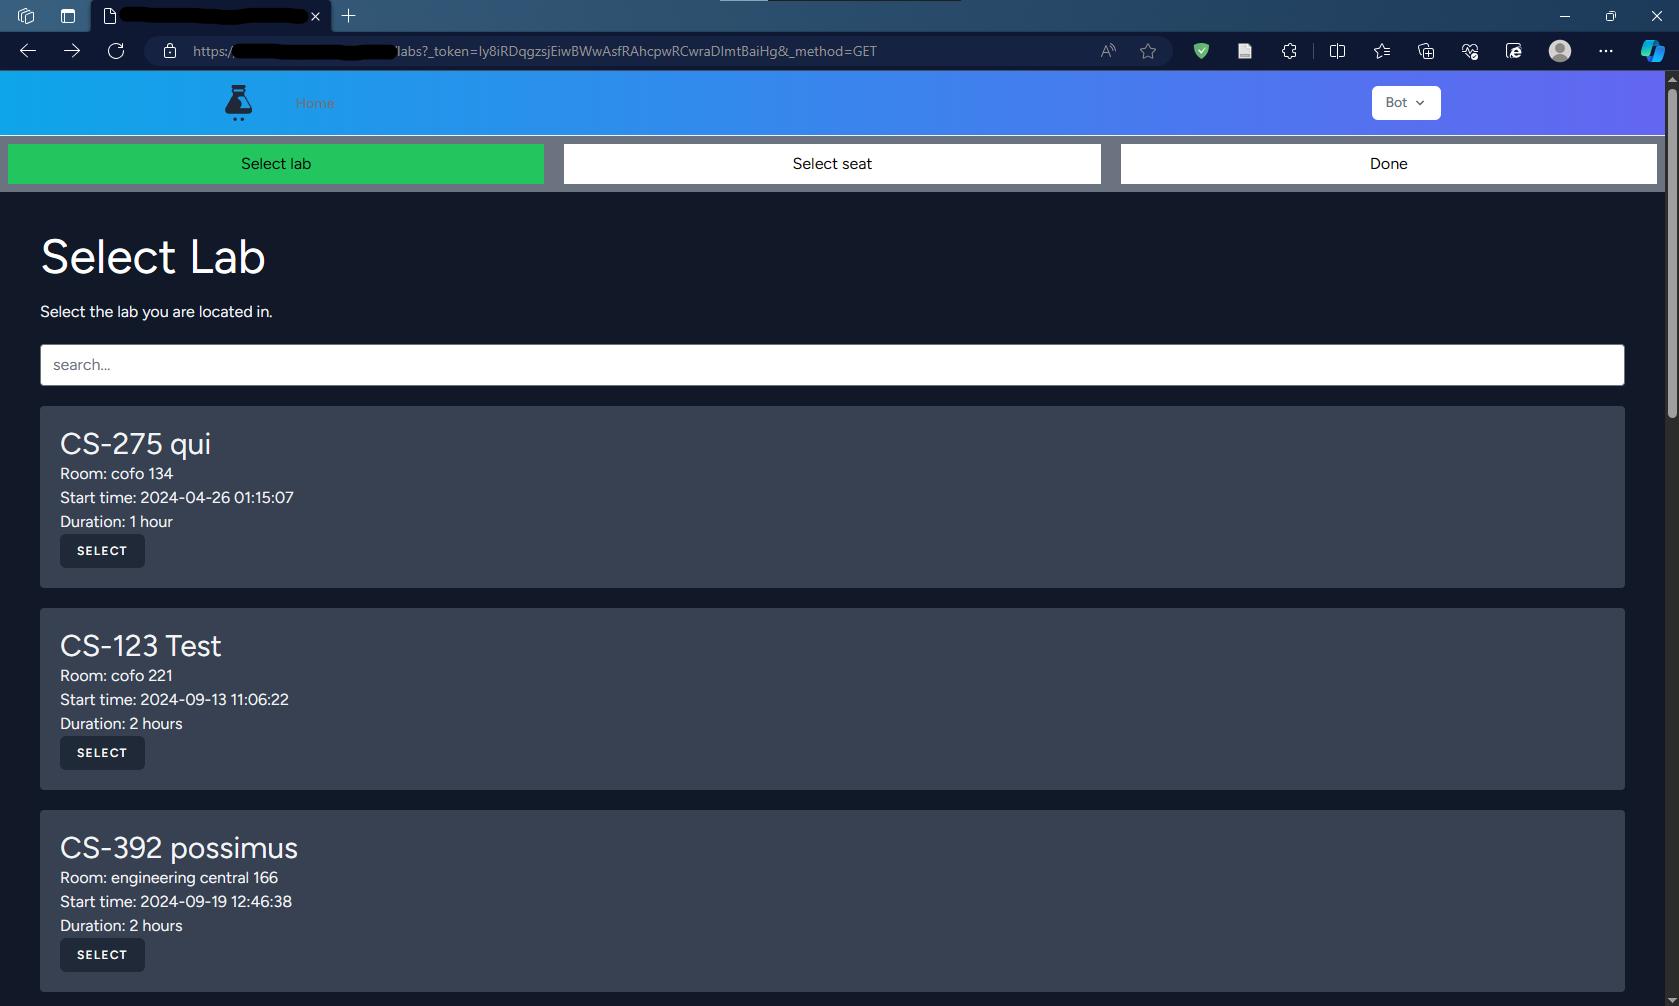 https:/ labs?_token=Iy8iRDqgzsjEiwBWwAsfRAhcpwRCwraDImtBaiHg&_method=GET
Home
Bot
Select lab
Select seat
Done
Select Lab
Select the lab you are located in.
search...
CS-275 qui
Room: cofo 134
Start time: 2024-04-26 01:15:07
Duration: 1 hour
SELECT
CS-123 Test
Room: cofo 221
Start time: 2024-09-13 11:06:22
Duration: 2 hours
SELECT
CS-392 possimus
Room: engineering central 166
Start time: 2024-09-19 12:46:38
Duration: 2 hours
SELECT